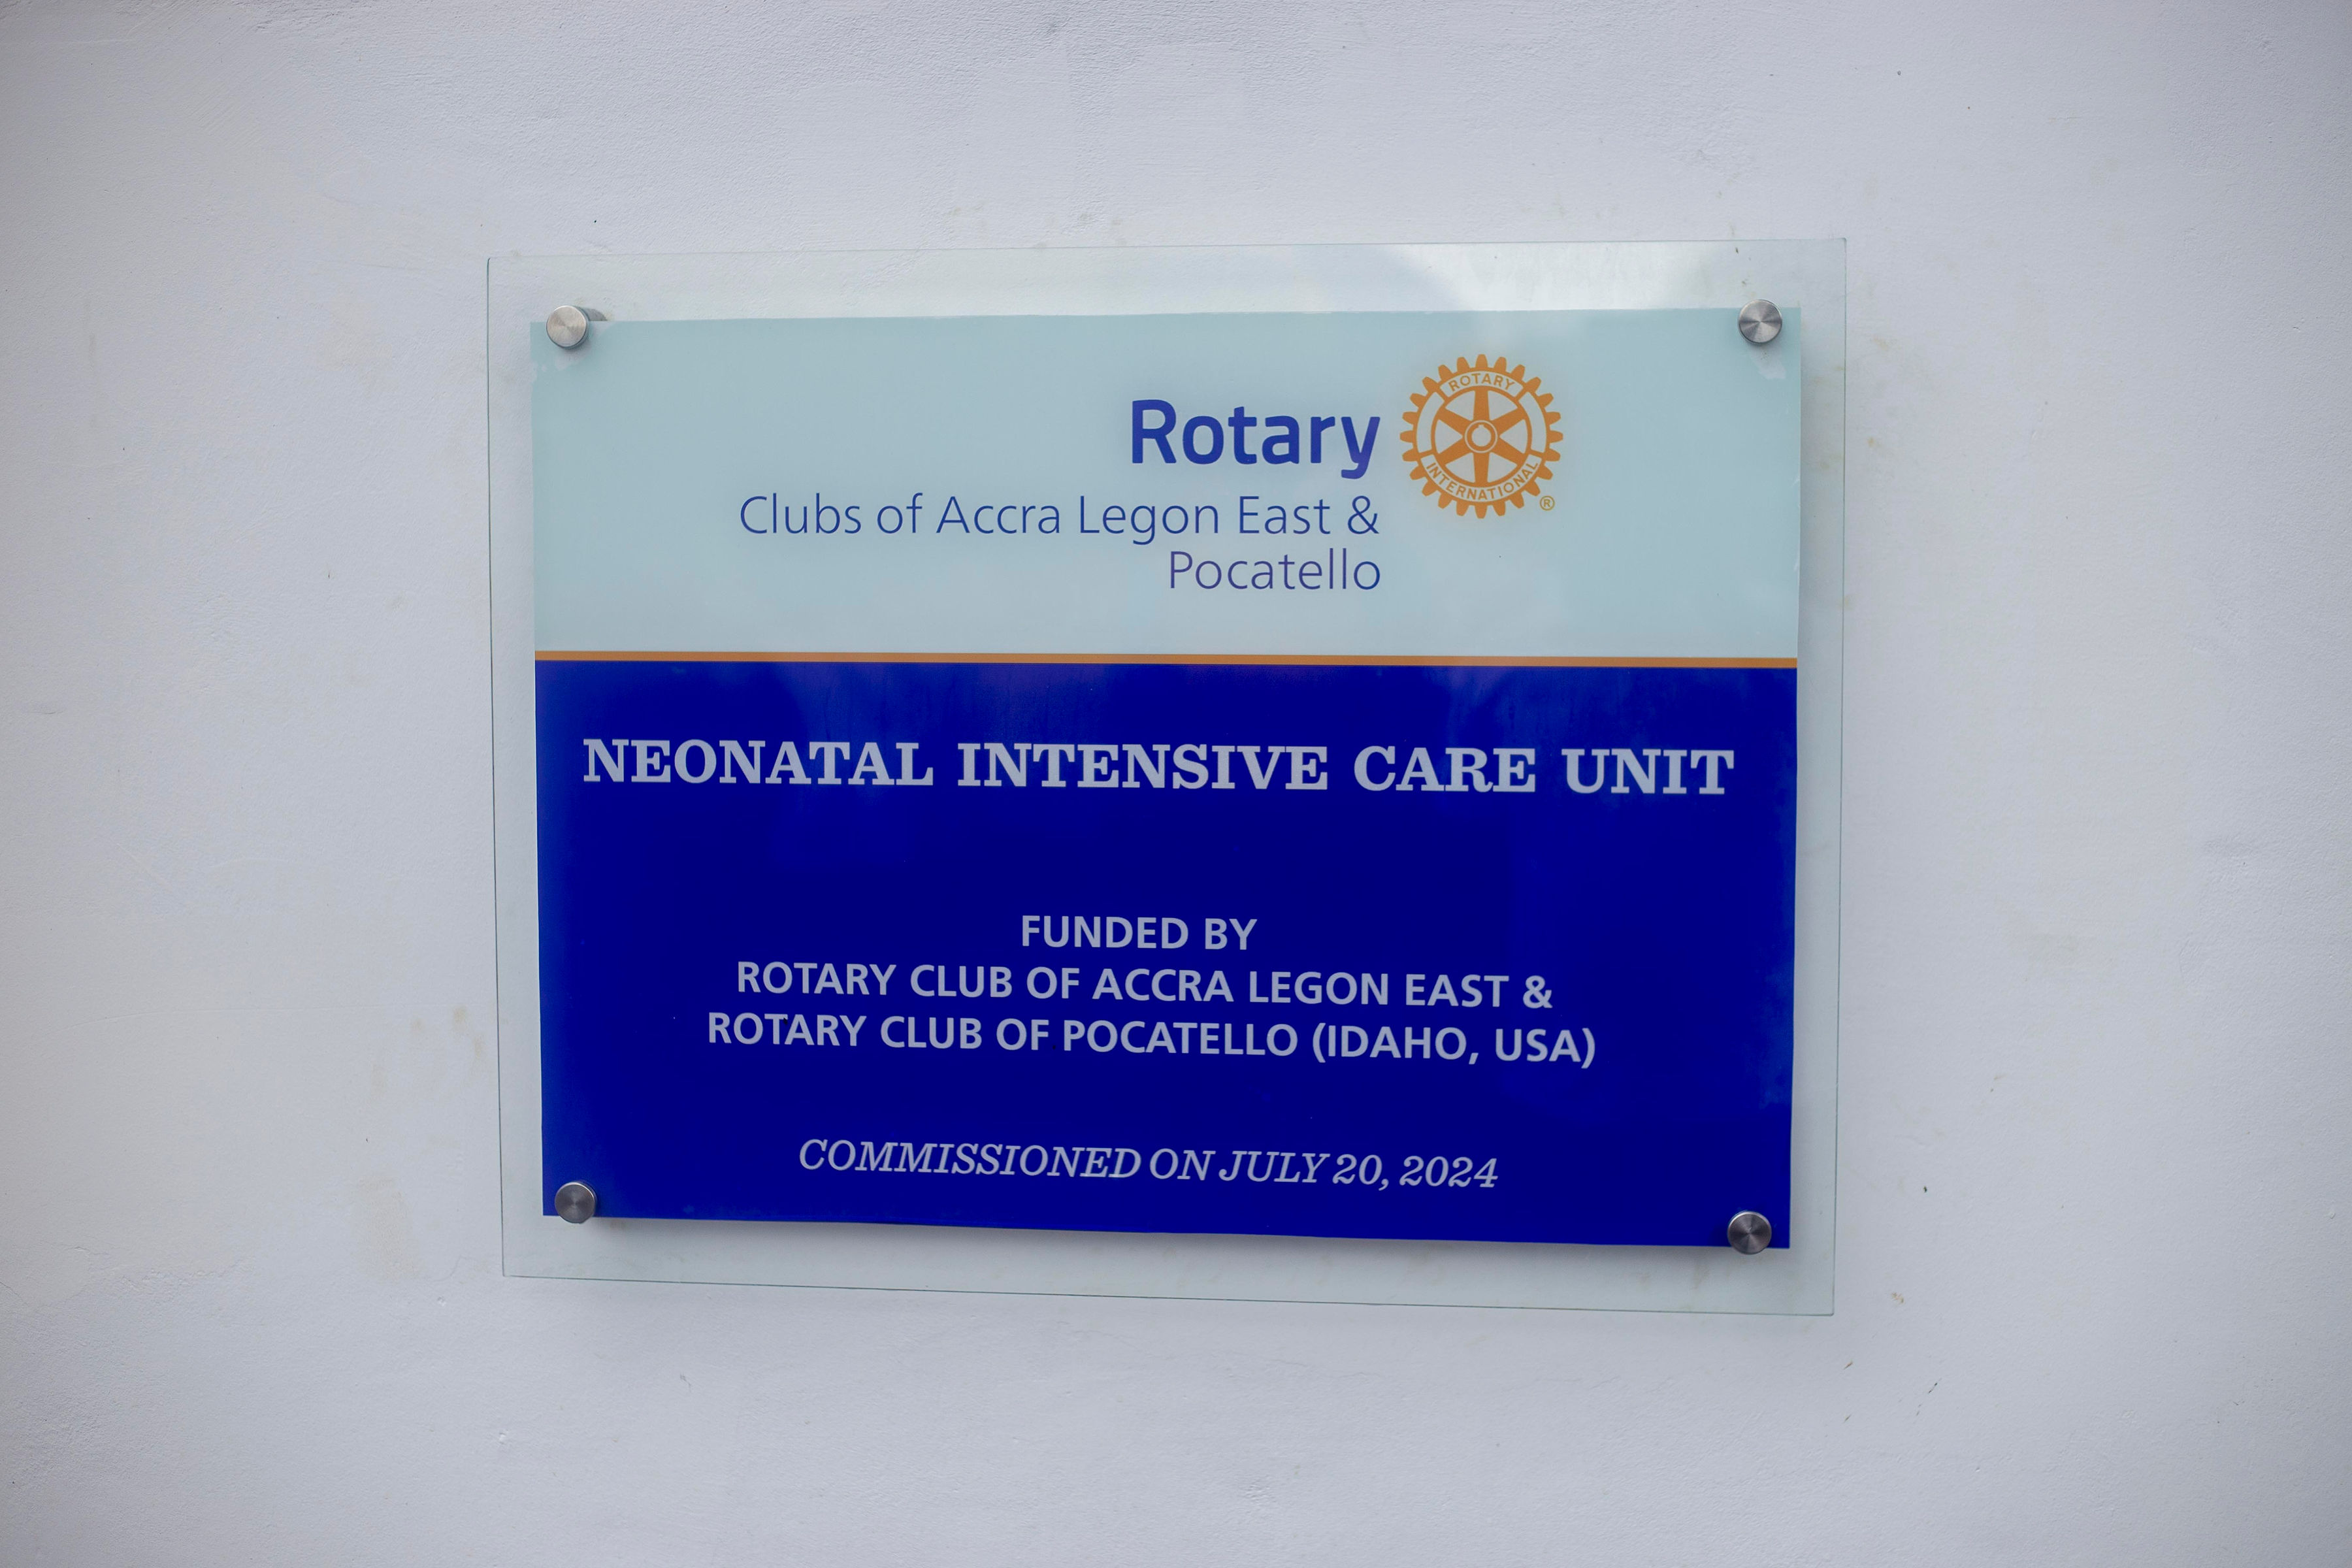 Rotary
ROTARY
INTERNATIONAL
®
Clubs of Accra Legon East &
Pocatello
NEONATAL INTENSIVE CARE UNIT
FUNDED BY
ROTARY CLUB OF ACCRA LEGON EAST &
ROTARY CLUB OF POCATELLO (IDAHO, USA)
COMMISSIONED ON JULY 20, 2024